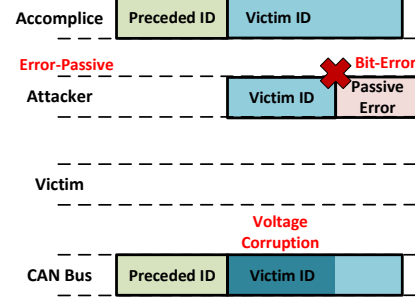 Accomplice Preceded ID Victim ID
Error-Passive Bit-Error
Attacker Victim ID Passive
Error
Victim
Voltage
Corruption
CAN Bus Preceded ID Victim ID